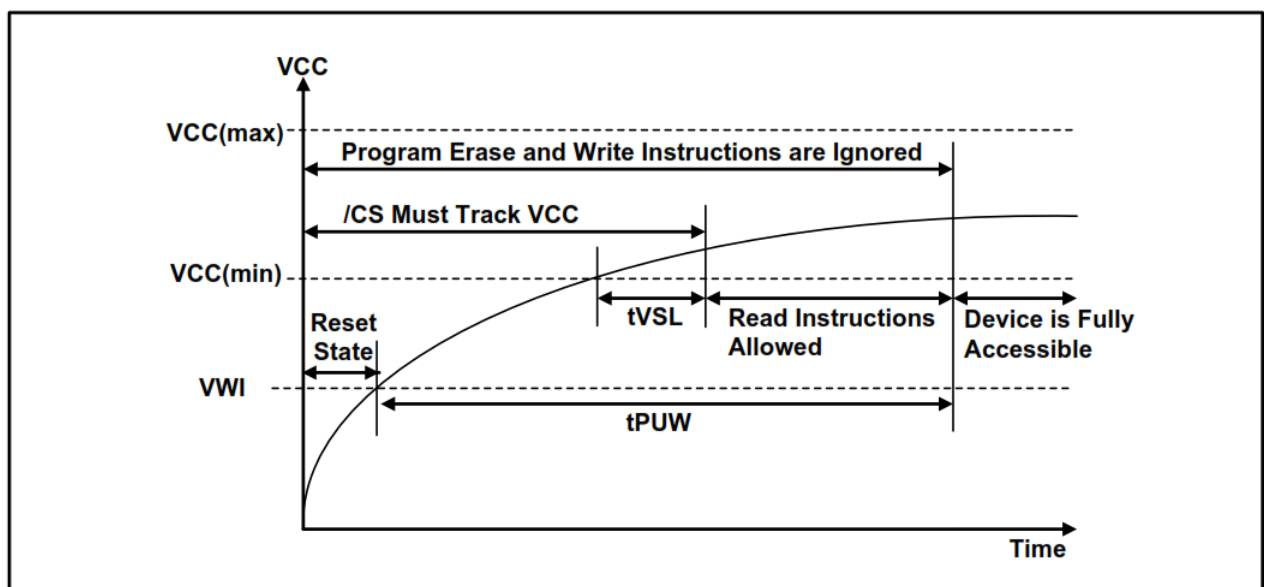 VCC
VCC(max)
Program Erase and Write Instructions are Ignored
/CS Must Track VCC
VCC(min)
tVSL
Read Instructions
Allowed
Device is Fully
Accessible
Reset
State
VWI
tPUW
Time